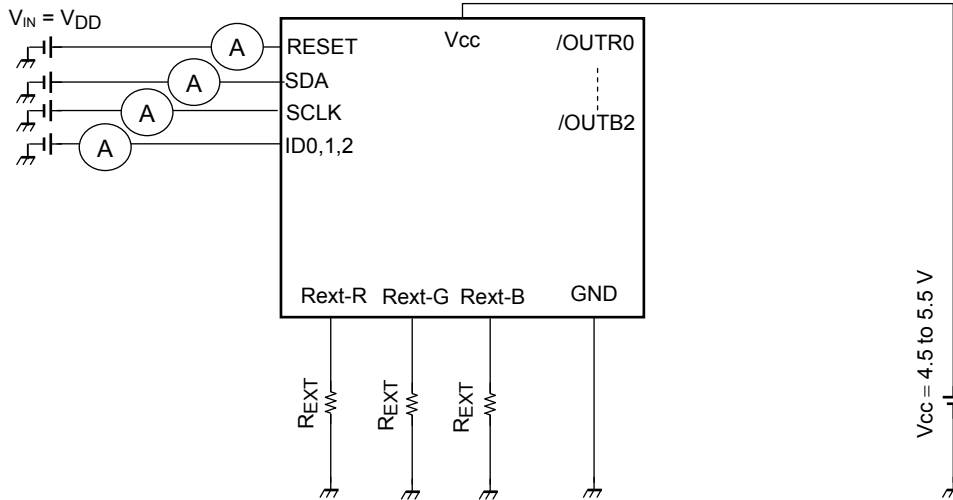 VIN = VDD
A
RESET
A
SDA
A
SCLK
A
ID0,1,2
Vcc
/OUTR0
/OUTB2
Rext-R
Rext-G
Rext-B
GND
REXT
REXT
REXT
Vcc = 4.5 to 5.5 V